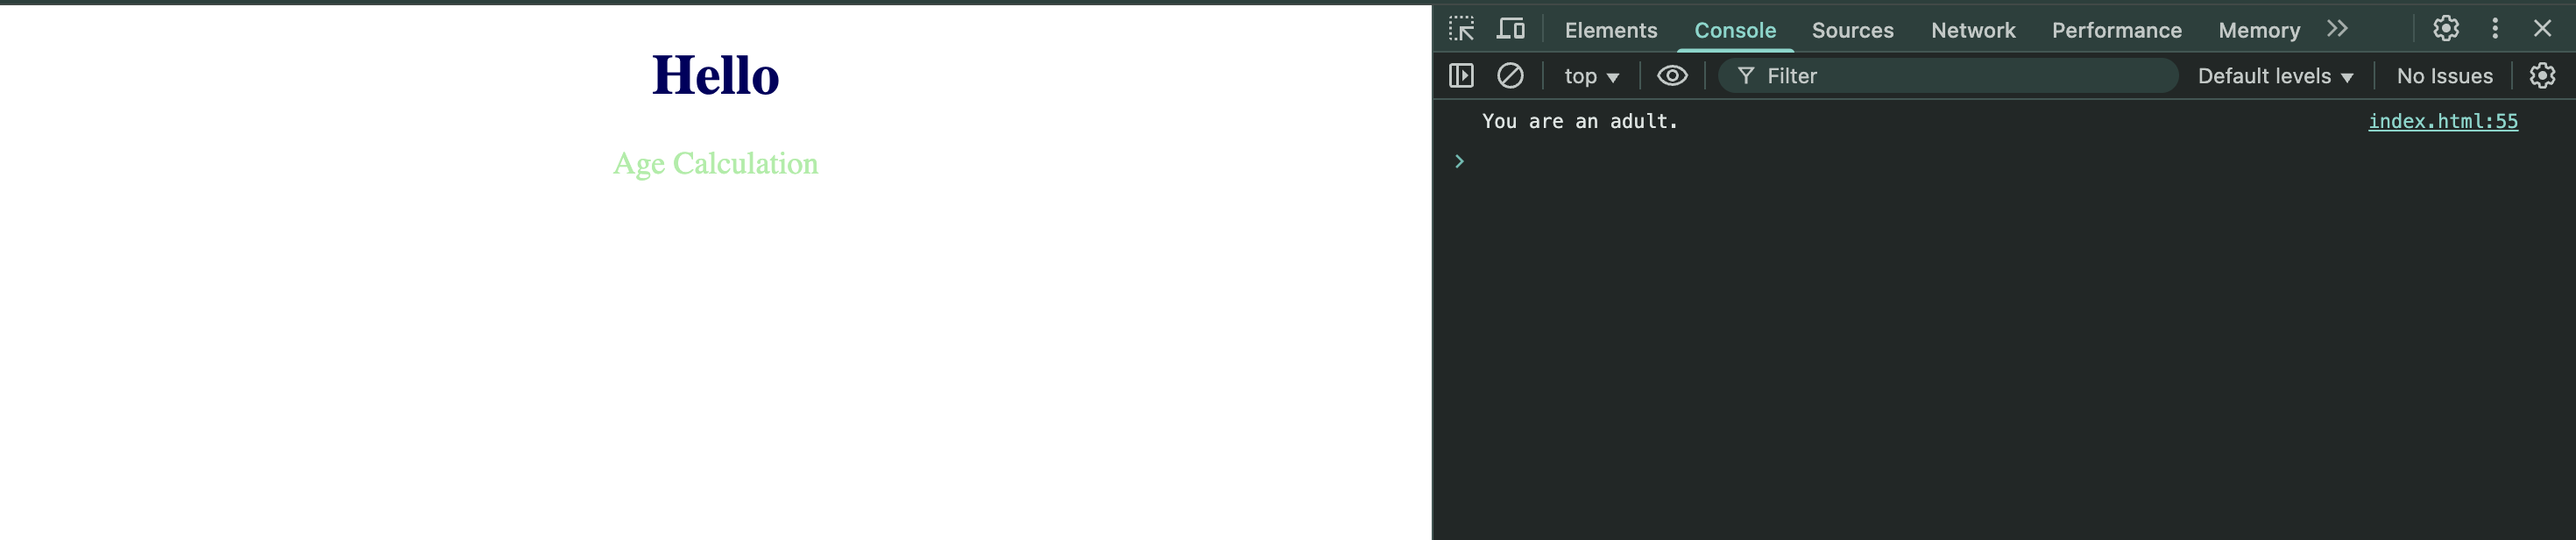 Hello
Age Calculation
Elements Console Sources Network Performance Memory
top Filter Default levels No Issues
You are an adult. index.html:55